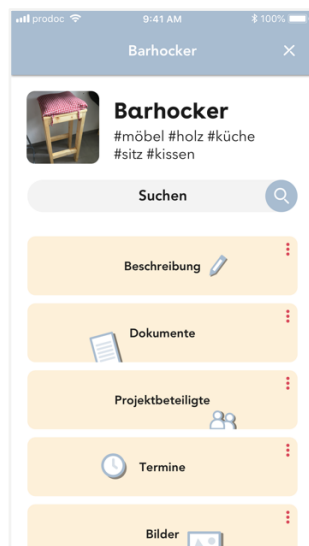 prodoc 9:41 AM 100%
Barhocker
Barhocker
#möbel #holz #küche
#sitz #kissen
Suchen
Beschreibung
Dokumente
Projektbeteiligte
Termine
Bilder